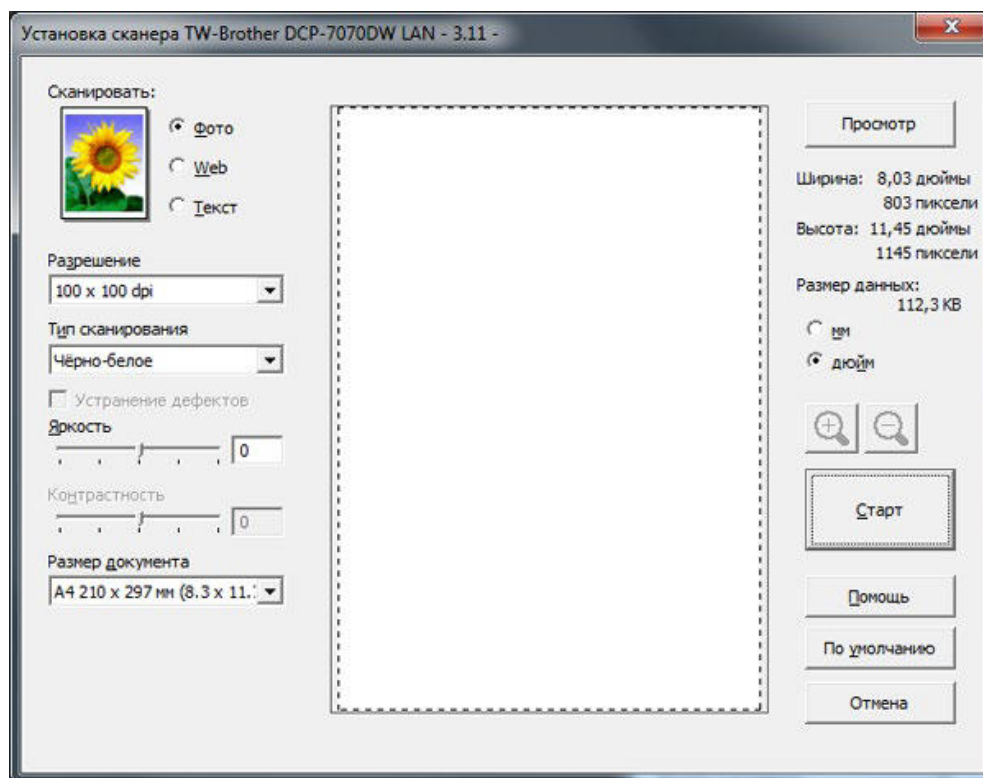 Установка сканера TW-Brother DCP-7070DW LAN - 3.11 -
Сканировать:
Фото
Web
Текст
Разрешение
100 x 100 dpi
Тип сканирования
Чёрно-белое
Устранение дефектов
Яркость
0
Контрастность
0
Размер документа
A4 210 x 297 мм (8.3 x 11.
Просмотр
Ширина: 8,03 дюймы
803 пиксели
Высота: 11,45 дюймы
1145 пиксели
Размер данных:
112,3 KB
мм
дюйм
Старт
Помощь
По умолчанию
Отмена